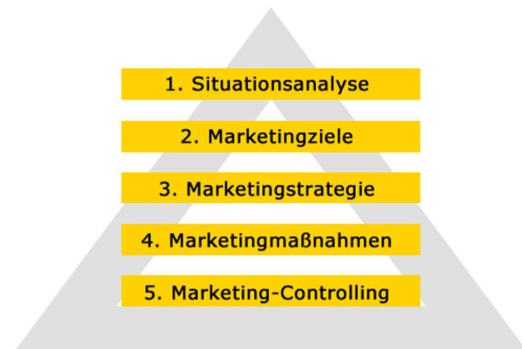 1. Situationsanalyse
2. Marketingziele
3. Marketingstrategie
4. Marketingmaßnahmen
5. Marketing-Controlling